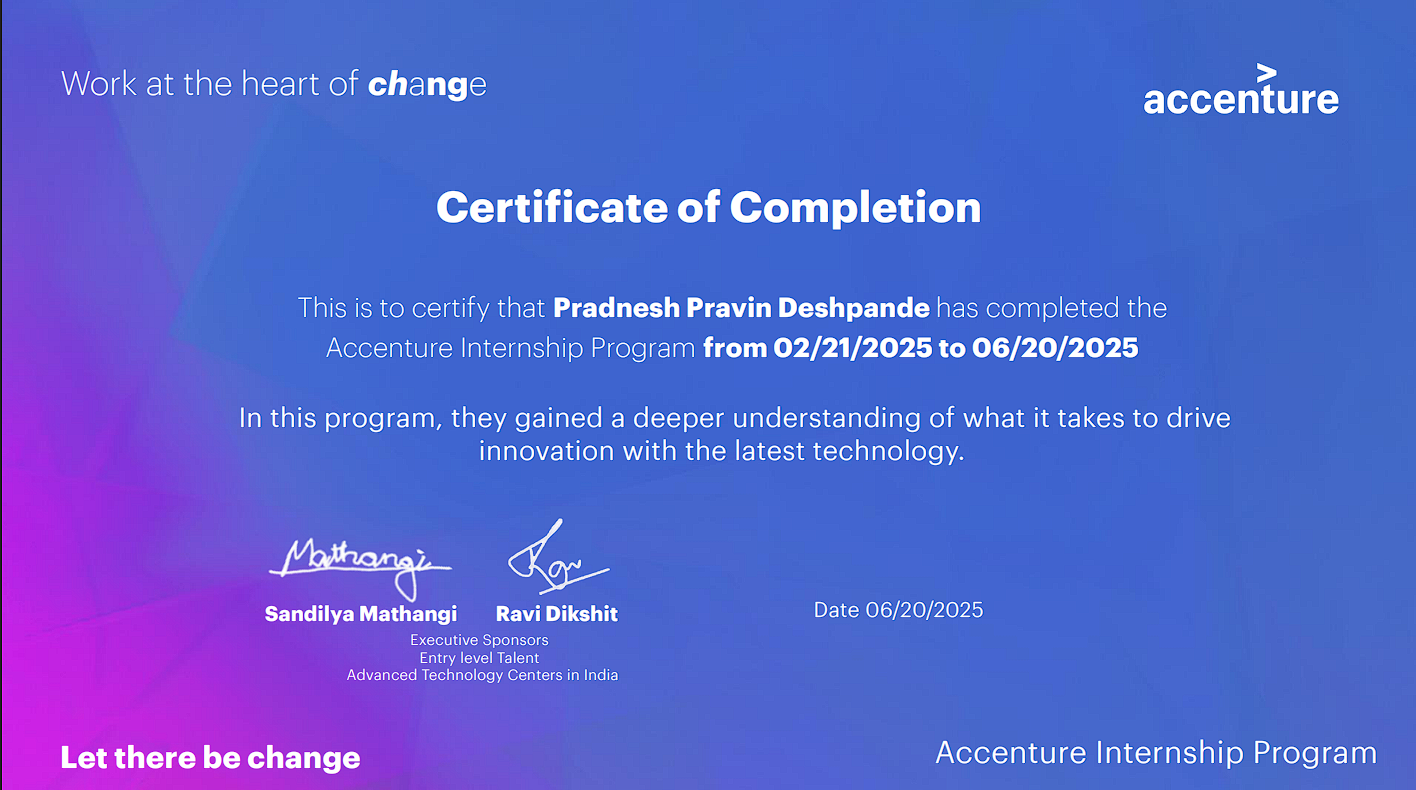 Work at the heart of change
>
accenture
Certificate of Completion
This is to certify that Pradnesh Pravin Deshpande has completed the
Accenture Internship Program from 02/21/2025 to 06/20/2025
In this program, they gained a deeper understanding of what it takes to drive
innovation with the latest technology.
Mathangi
Ravi
Sandilya Mathangi
Ravi Dikshit
Date 06/20/2025
Executive Sponsors
Entry level Talent
Advanced Technology Centers in India
Let there be change
Accenture Internship Program